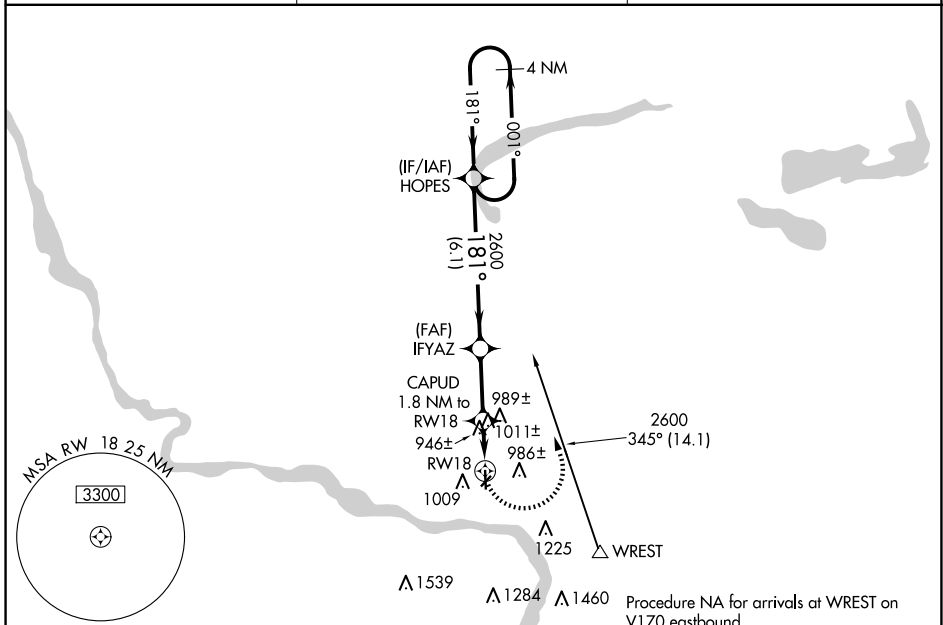 4 NM
181°
001°
(IF/IAF)
HOPES
2600
181°
(6.1)
(FAF)
IFYAZ
CAPUD
1.8 NM to
RW18
989±
1011±
946±
986±
RW18
1009
2600
345° (14.1)
MSA RW 18 25 NM
3300
1225
WREST
1539
1284
1460
Procedure NA for arrivals at WREST on
V170 eastbound